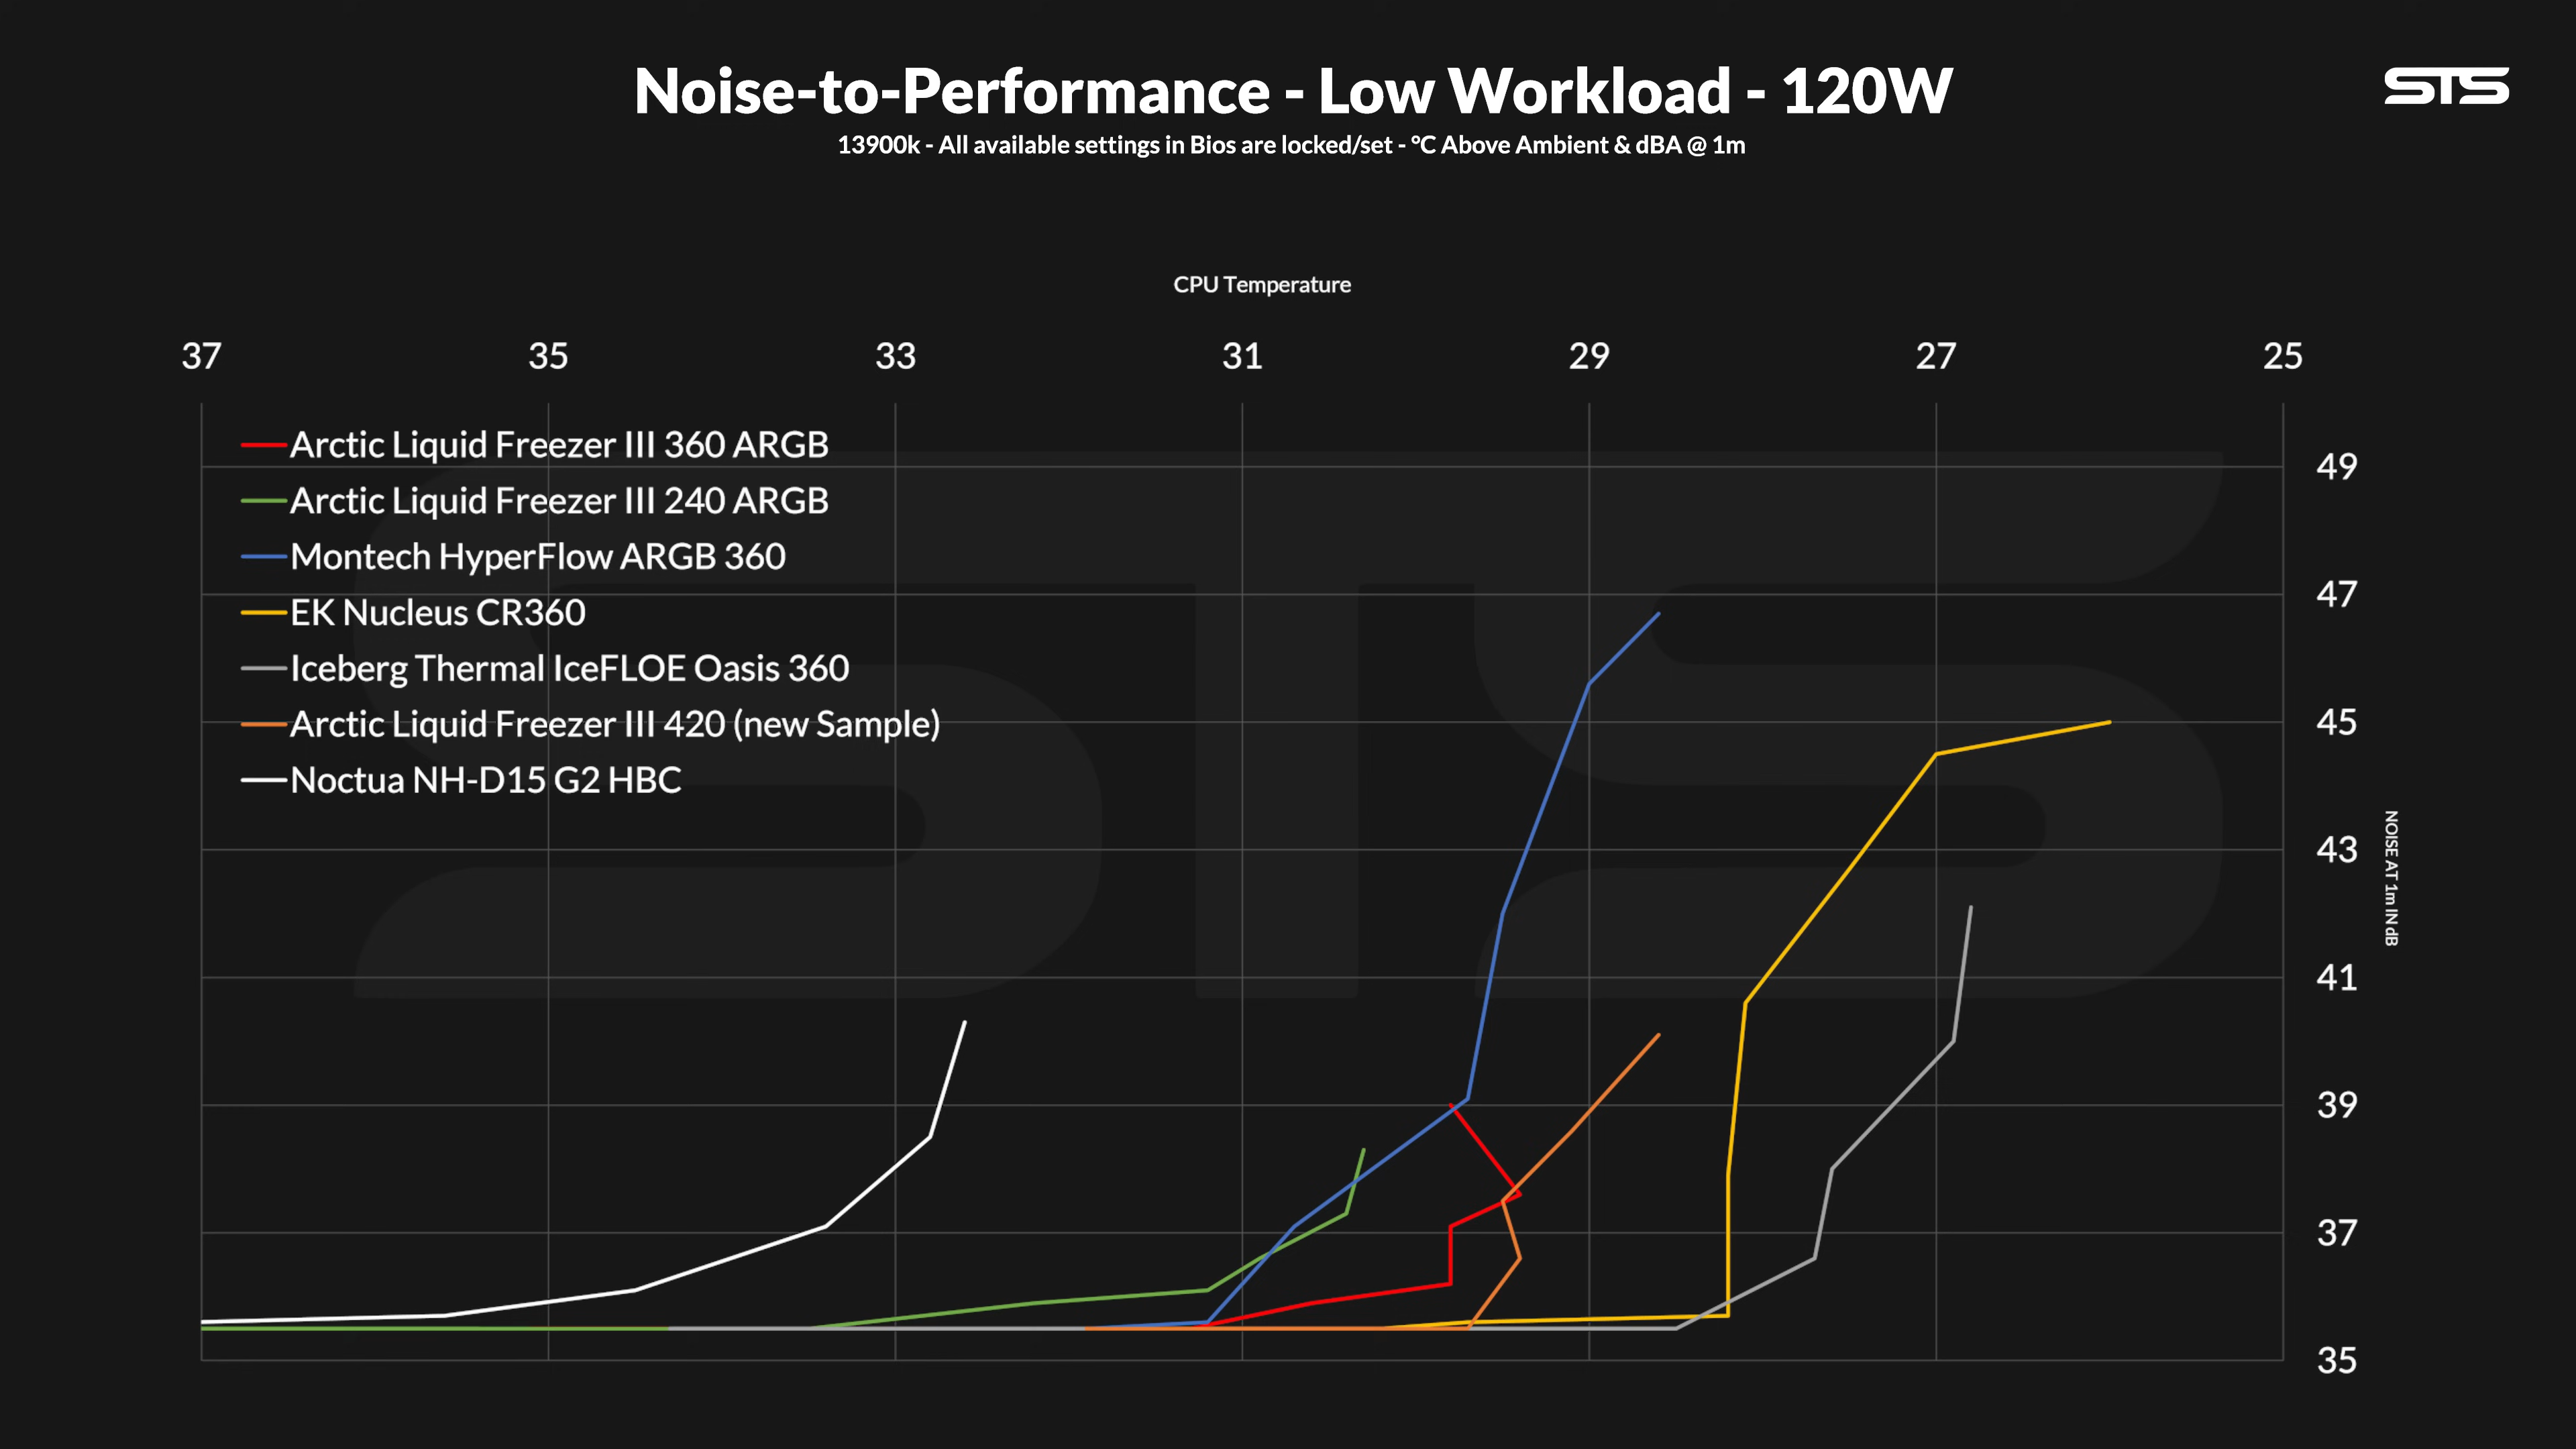 Noise-to-Performance - Low Workload - 120W
STS
13900k - All available settings in Bios are locked/set - °C Above Ambient & dBA @ 1m
CPU Temperature
37 35 33 31 29 27 25
Arctic Liquid Freezer III 360 ARGB
Arctic Liquid Freezer III 240 ARGB
Montech HyperFlow ARGB 360
EK Nucleus CR360
Iceberg Thermal IceFLOE Oasis 360
Arctic Liquid Freezer III 420 (new Sample)
Noctua NH-D15 G2 HBC
49
47
45
43
41
39
37
35
NOISE AT 1m IN dB
STS